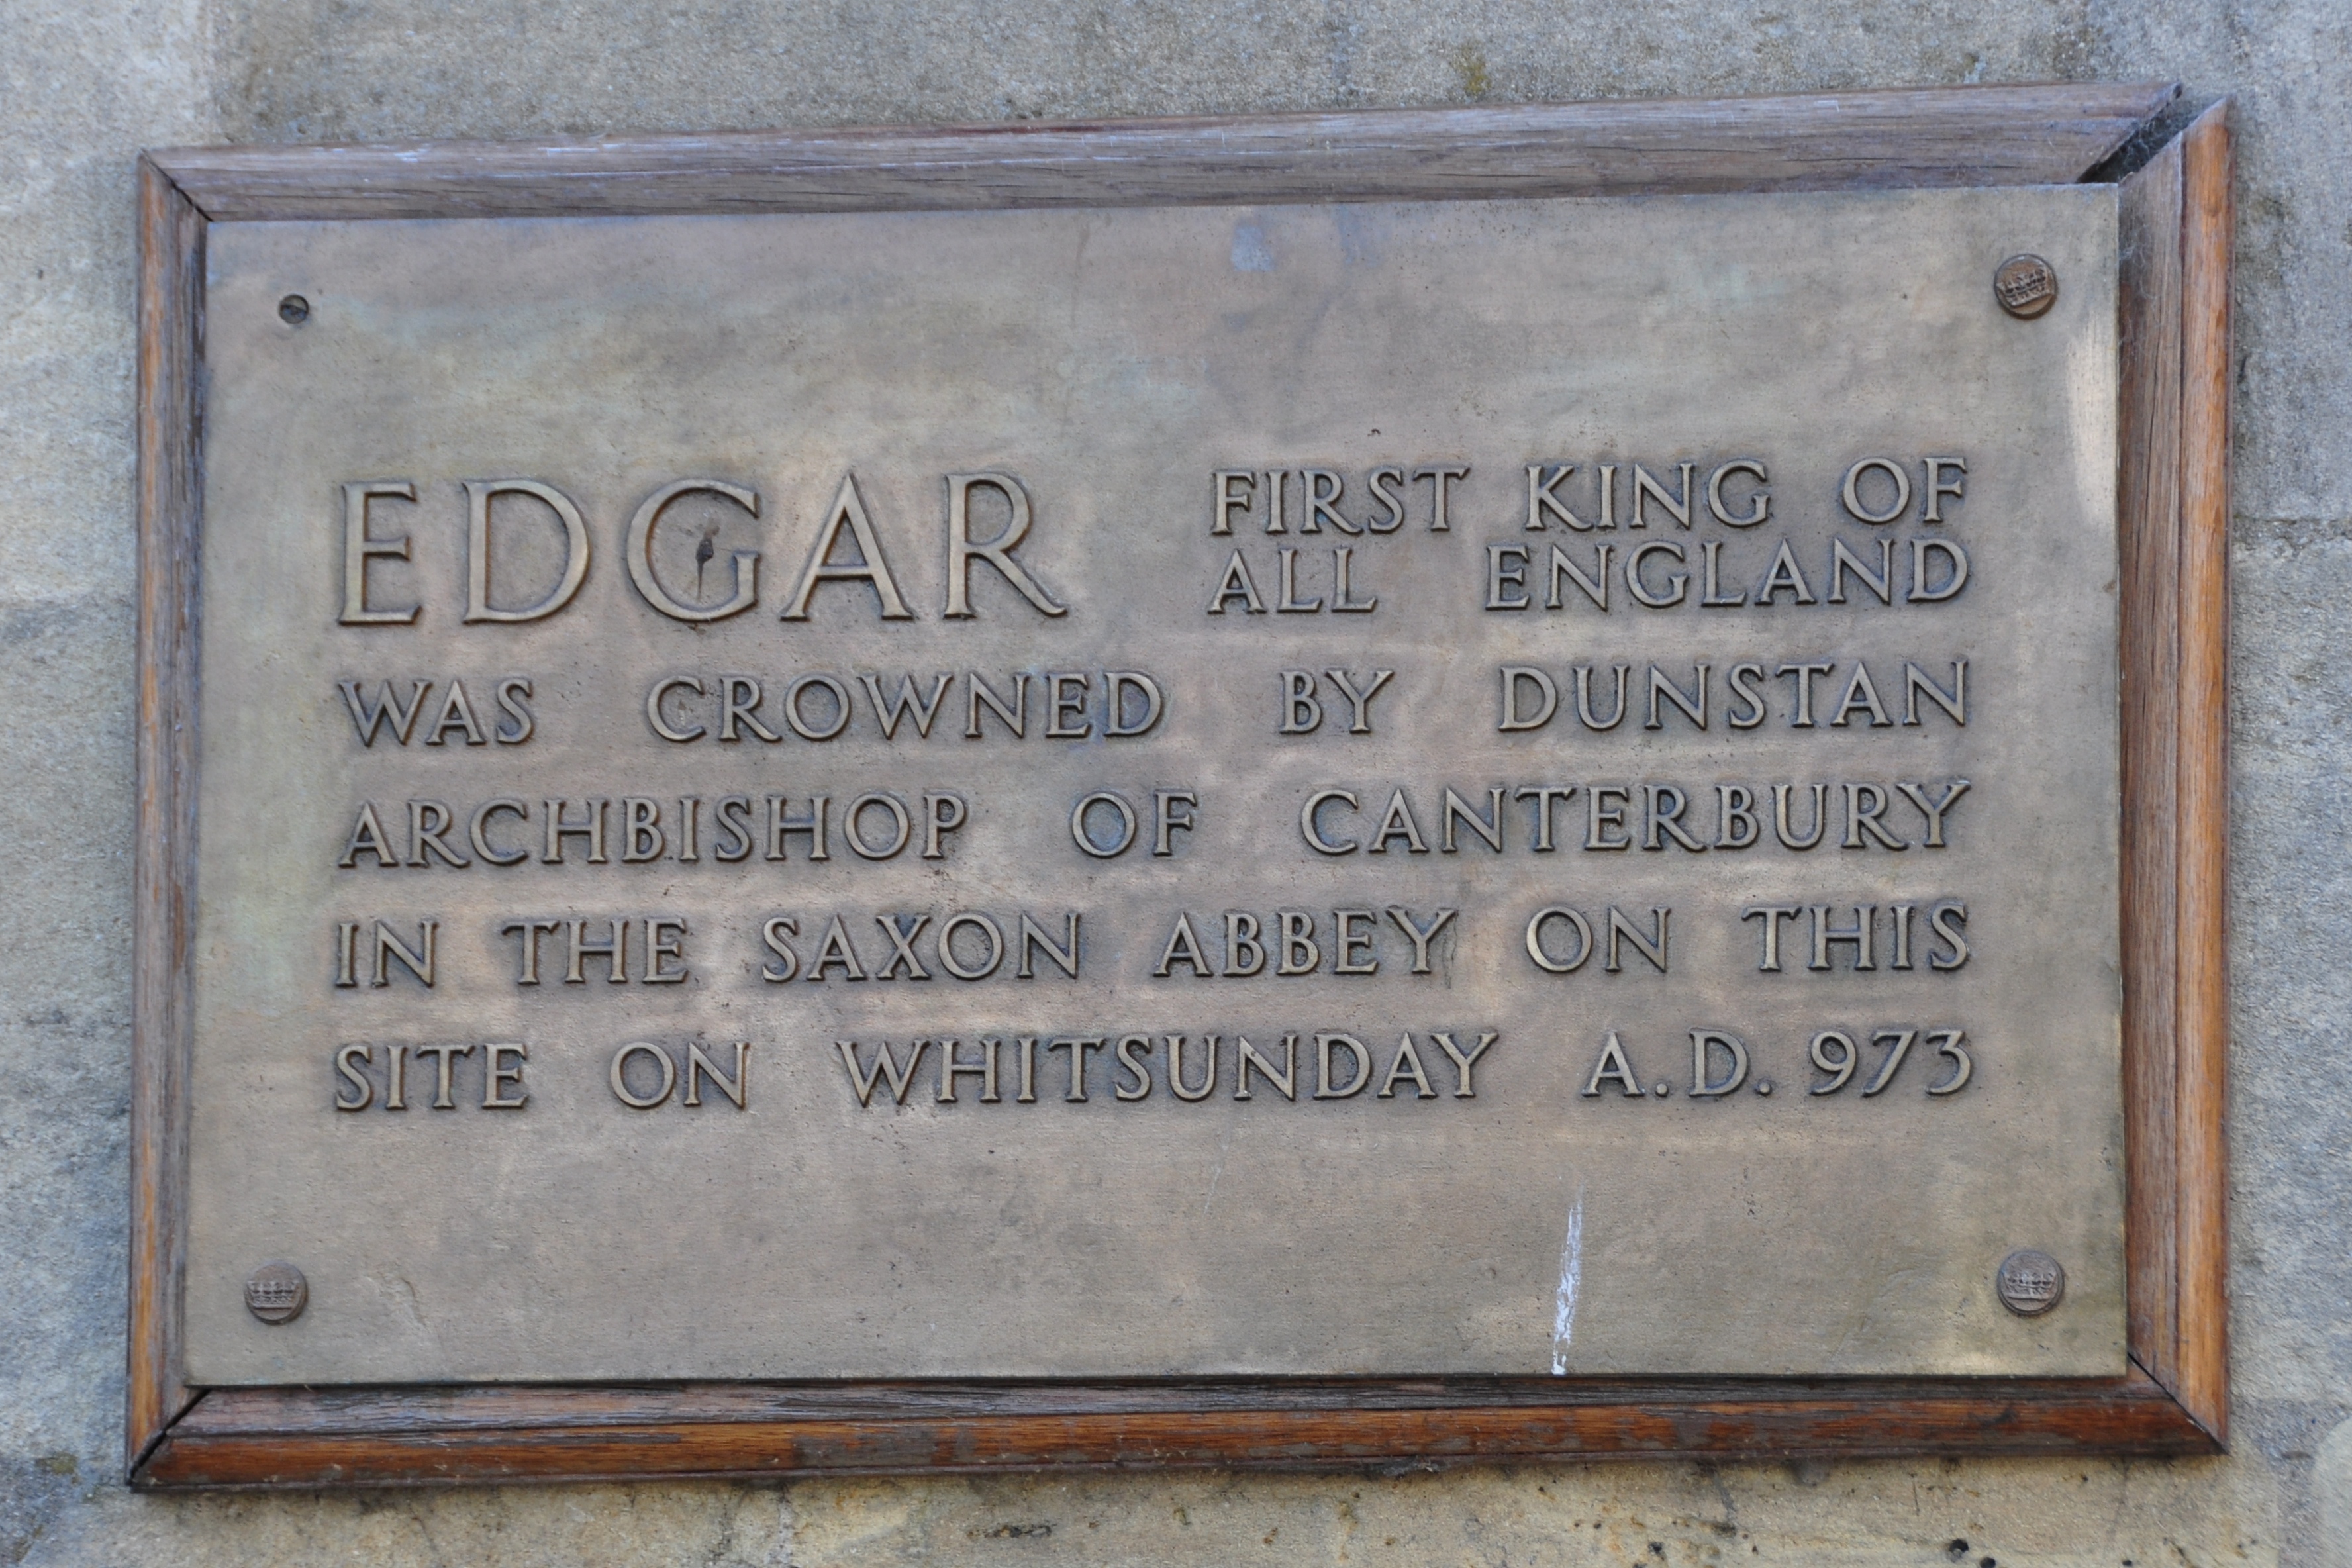 EDGAR FIRST KING OF
ALL ENGLAND
WAS CROWNED BY DUNSTAN
ARCHBISHOP OF CANTERBURY
IN THE SAXON ABBEY ON THIS
SITE ON WHITSUNDAY A.D. 973